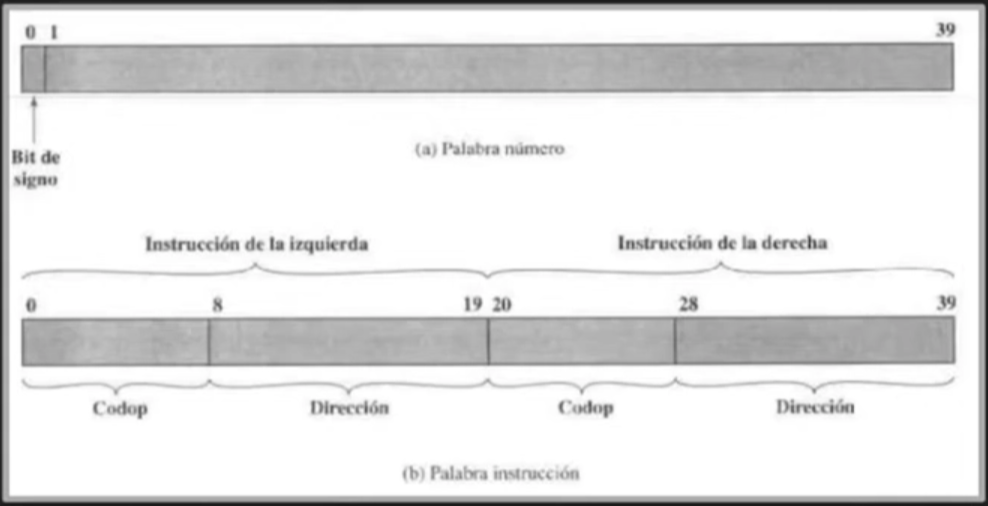 0 1 39
Bit de
signo
(a) Palabra número
Instrucción de la izquierda Instrucción de la derecha
0 8 19 20 28 39
Codop Dirección Codop Dirección
(b) Palabra instrucción